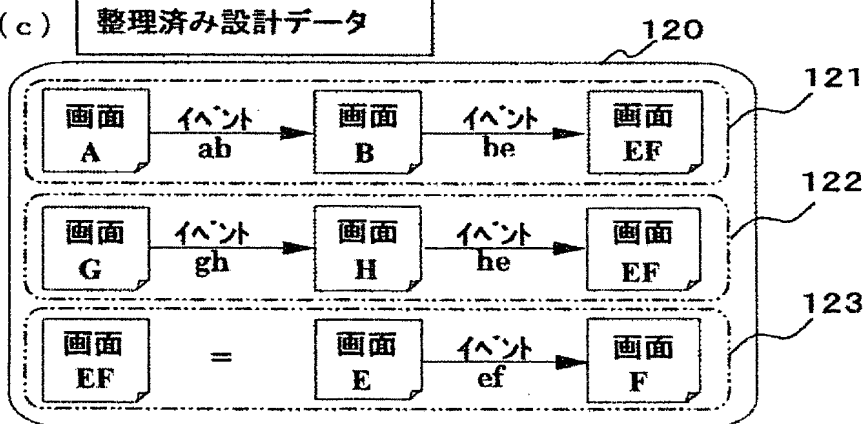 (c) 整理済み設計データ
120
121
画面 A イベント ab 画面 B イベント be 画面 EF
122
画面 G イベント gh 画面 H イベント he 画面 EF
123
画面 EF = 画面 E イベント ef 画面 F